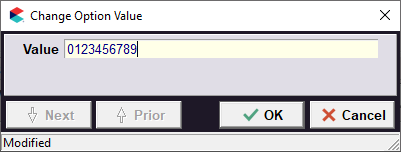 Change Option Value
Value 0123456789
Next Prior OK Cancel
Modified